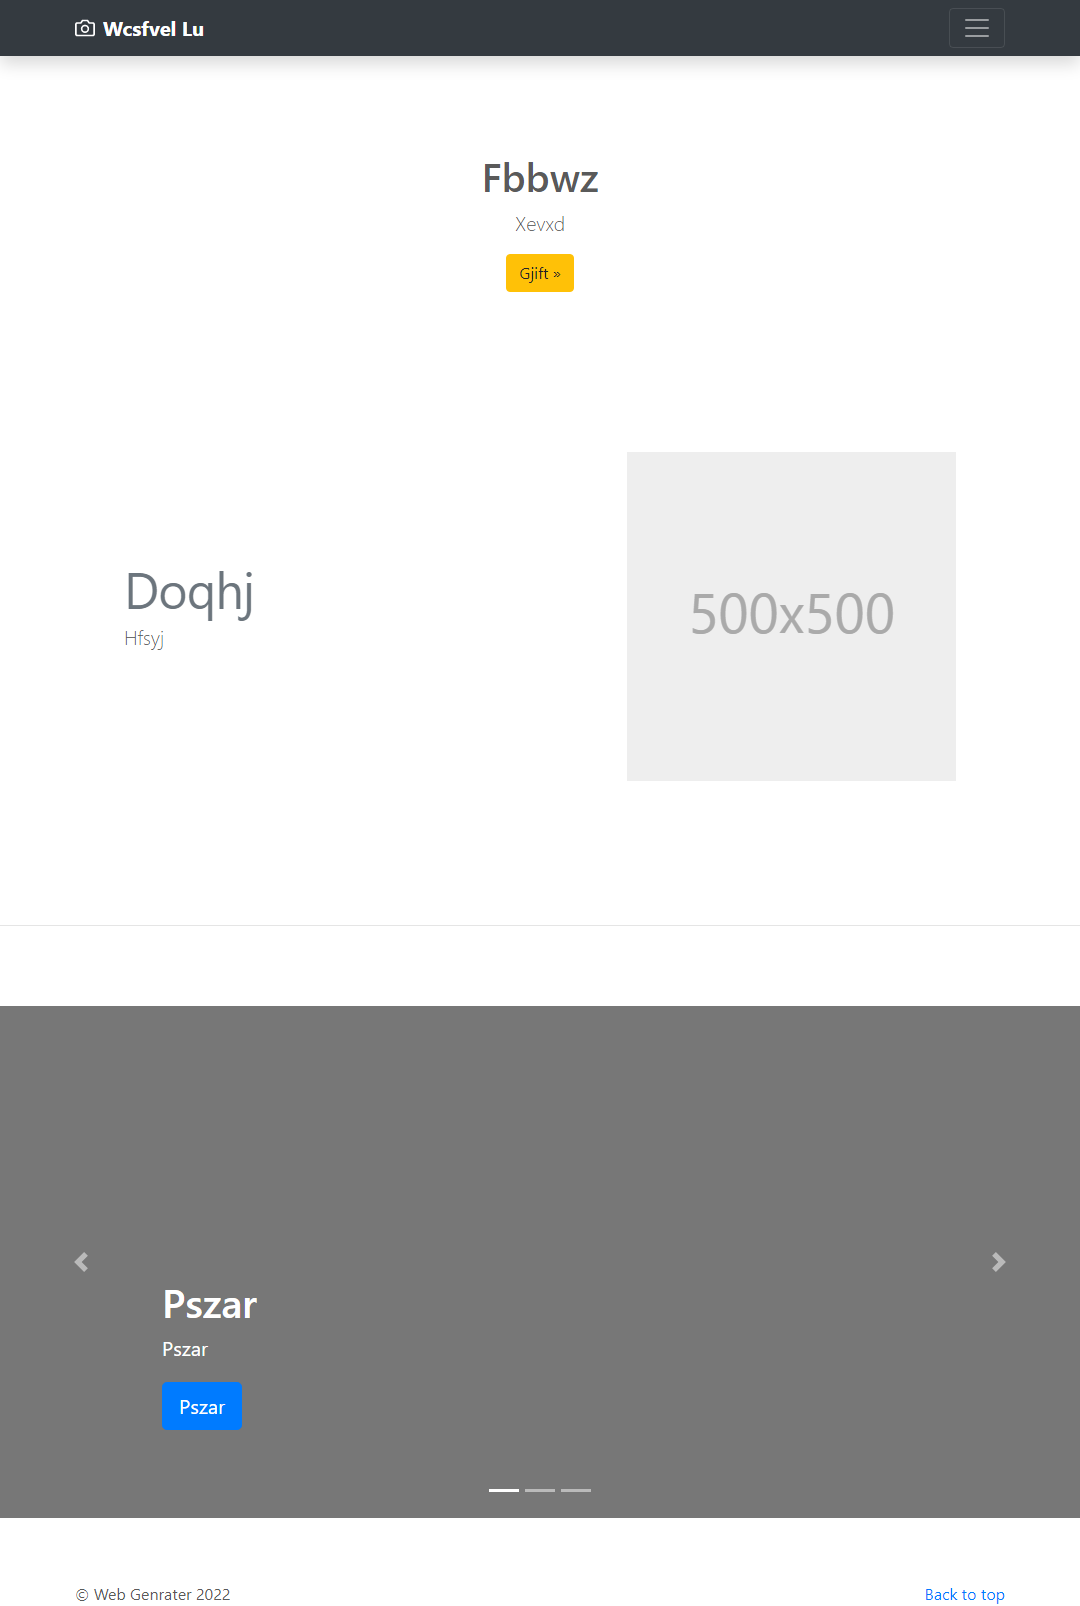 Wcsfvel Lu
Fbbwz
Xevxd
Gjift »
Doqhj
Hfsyj
500x500
Pszar
Pszar
Pszar
© Web Genrater 2022
Back to top